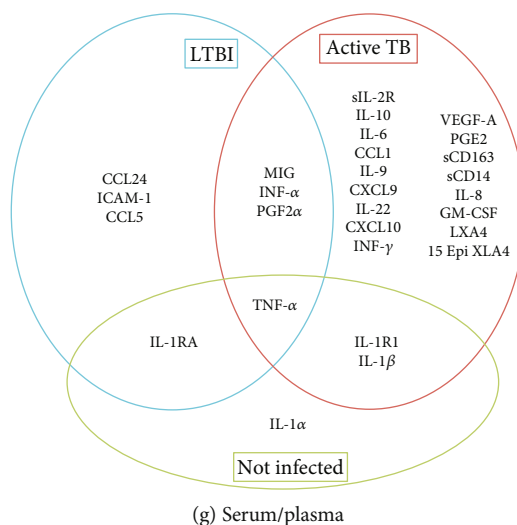 LTBI
Active TB
CCL24
ICAM-1
CCL5
MIG
INF-α
PGF2α
sIL-2R
IL-10
IL-6
CCL1
IL-9
CXCL9
IL-22
CXCL10
INF-γ
VEGF-A
PGE2
sCD163
sCD14
IL-8
GM-CSF
LXA4
15 Epi XLA4
TNF-α
IL-1RA
IL-1R1
IL-1β
IL-1α
Not infected
(g) Serum/plasma